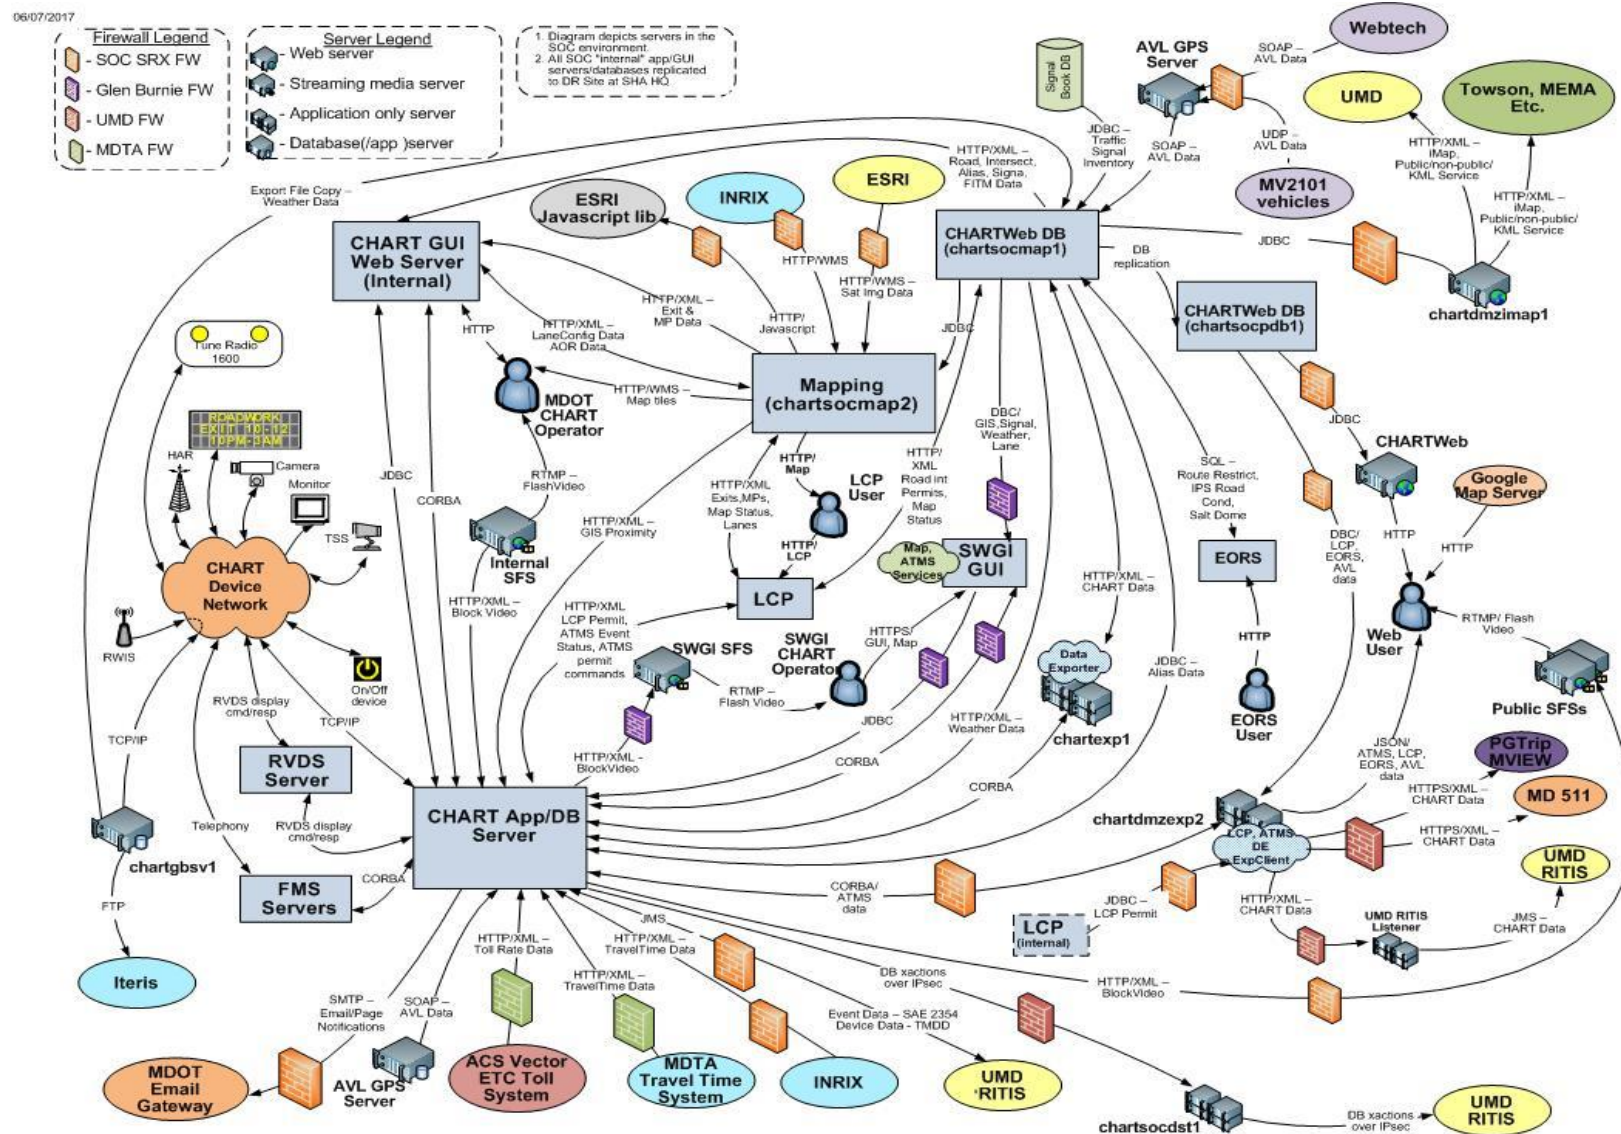 06/07/2017
Firewall Legend
- SOC SRX FW
- Glen Burnie FW
- UMD FW
- MDTA FW
Server Legend
- Web server
- Streaming media server
- Application only server
- Database(/app )server
1. Diagram depicts servers in the
SOC environment.
2. All SOC "internal" app/GUI
servers/databases replicated
to DR Site at SHA HQ
Signal
Book DB
AVL GPS
Server
SOAP –
AVL Data
Webtech
UMD
Towson, MEMA
Etc.
JDBC –
Traffic
Signal
Inventory
SOAP –
AVL Data
UDP –
AVL Data
HTTP/XML –
iMap,
Public/non-public/
KML Service
HTTP/XML –
iMap,
Public/non-public/
KML Service
MV2101
vehicles
Export File Copy –
Weather Data
HTTP/XML –
Road, Intersect,
Alias, Signa,
FITM Data
ESRI
Javascript lib
INRIX
ESRI
CHART GUI
Web Server
(Internal)
CHARTWeb DB
(chartsocmap1)
JDBC
DB
replication
chartdmzimap1
CHARTWeb DB
(chartsocpdb1)
HTTP/WMS
HTTP/WMS –
Sat Img Data
HTTP/XML –
Exit &
MP Data
HTTP/
Javascript
HTTP
HTTP/XML –
LaneConfig Data
AOR Data
JDBC
Tune Radio
1600
Mapping
(chartsocmap2)
HTTP/WMS –
Map tiles
MDOT
CHART
Operator
ROADWORK
EXIT 10-12
10PM-3AM
HAR
Camera
Monitor
TSS
JDBC
CORBA
RTMP –
FlashVideo
HTTP/XML
Exits,MPs,
Map Status,
Lanes
HTTP/
Map
LCP
User
HTTP/
XML
Road int
Permits,
Map
Status
DBC/
GIS,Signal,
Weather,
Lane
SQL –
Route Restrict,
IPS Road
Cond,
Salt Dome
JDBC
CHARTWeb
Google
Map Server
HTTP/XML –
GIS Proximity
HTTP/
LCP
Internal
SFS
CHART
Device
Network
Map,
ATMS
Services
SWGI
GUI
EORS
DBC/
LCP,
EORS,
AVL
data
HTTP
HTTP
LCP
HTTP/XML –
Block Video
HTTP/XML
LCP Permit,
ATMS Event
Status, ATMS
permit
commands
HTTP/XML –
CHART Data
RWIS
On/Off
device
SWGI SFS
SWGI
CHART
Operator
HTTPS/
GUI, Map
HTTP
Web
User
RTMP/ Flash
Video
Data
Exporter
JDBC –
Alias Data
RTMP –
Flash Video
RVDS display
cmd/resp
TCP/IP
TCP/IP
JDBC
HTTP/XML –
Weather Data
chartexp1
EORS
User
Public SFSs
RVDS
Server
HTTP/XML -
BlockVideo
CORBA
CORBA
JSON/
ATMS, LCP,
EORS, AVL
data
PGTrip
MVIEW
HTTPS/XML –
CHART Data
MD 511
CHART App/DB
Server
chartdmzexp2
LCP, ATMS
DE
ExpClient
HTTPS/XML –
CHART Data
Telephony
RVDS display
cmd/resp
chartgbsv1
UMD
RITIS
FMS
Servers
CORBA
FTP
CORBA/
ATMS
data
JDBC –
LCP Permit
HTTP/XML –
CHART Data
LCP
(internal)
UMD RITIS
Listener
JMS –
CHART Data
JMS
HTTP/XML –
Toll Rate Data
HTTP/XML –
TravelTime Data
HTTP/XML –
TravelTime Data
DB xactions
over IPsec
HTTP/XML –
BlockVideo
Iteris
SMTP –
Email/Page
Notifications
SOAP –
AVL Data
Event Data – SAE 2354
Device Data - TMDD
MDOT
Email
Gateway
AVL GPS
Server
ACS Vector
ETC Toll
System
MDTA
Travel Time
System
INRIX
UMD
RITIS
chartsocdst1
DB xactions
over IPsec
UMD
RITIS